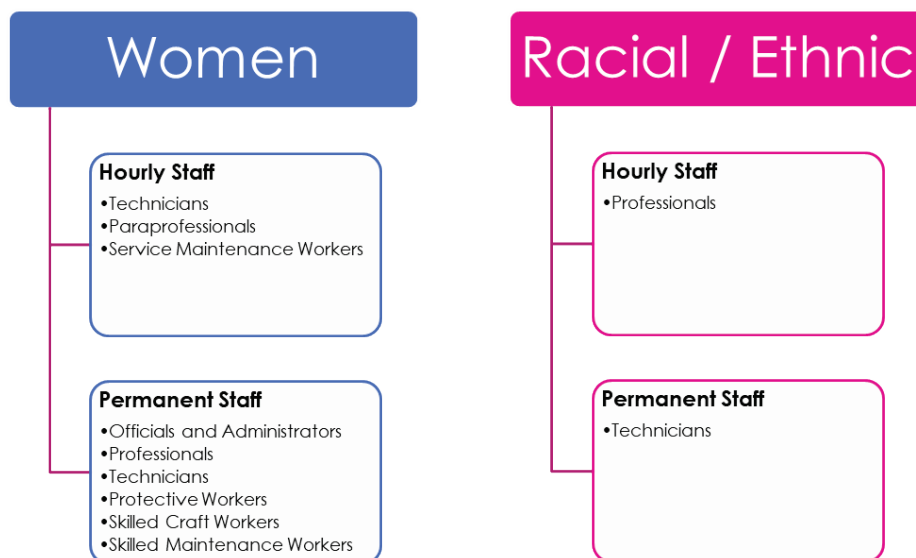 Women
Hourly Staff
•Technicians
•Paraprofessionals
•Service Maintenance Workers
Permanent Staff
•Officials and Administrators
•Professionals
•Technicians
•Protective Workers
•Skilled Craft Workers
•Skilled Maintenance Workers
Racial / Ethnic
Hourly Staff
•Professionals
Permanent Staff
•Technicians